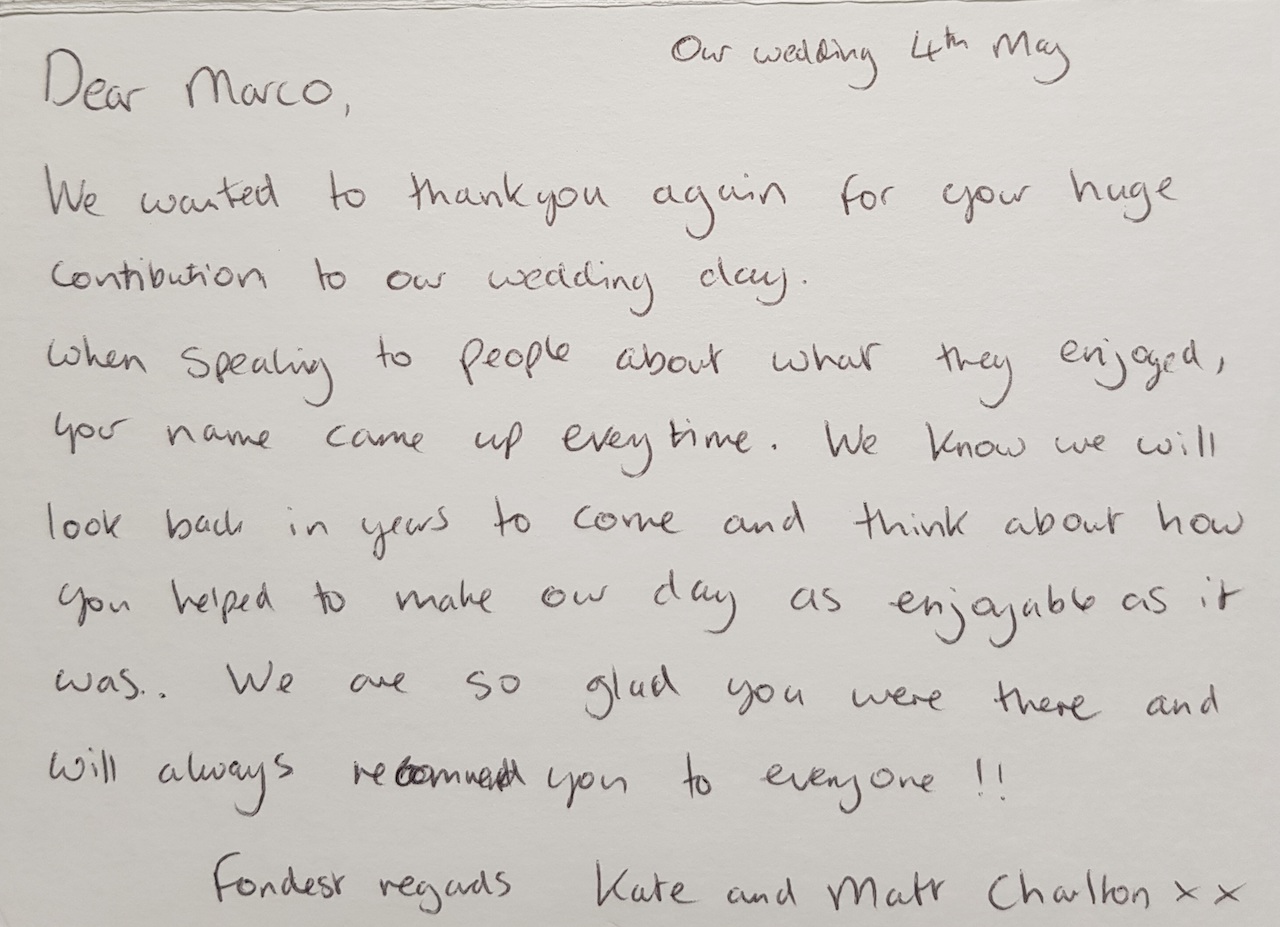 Our wedding 4th May
Dear Marco,
We wanted to thankyou again for your huge
contibution to our wedding day.
When speaking to people about what they enjoyed,
your name came up everytime. We know we will
look back in years to come and think about how
you helped to make our day as enjoyable as it
was.. We are so glad you were there and
will always recommend you to everyone !!
Fondest regards Kate and Matt Charlton x x